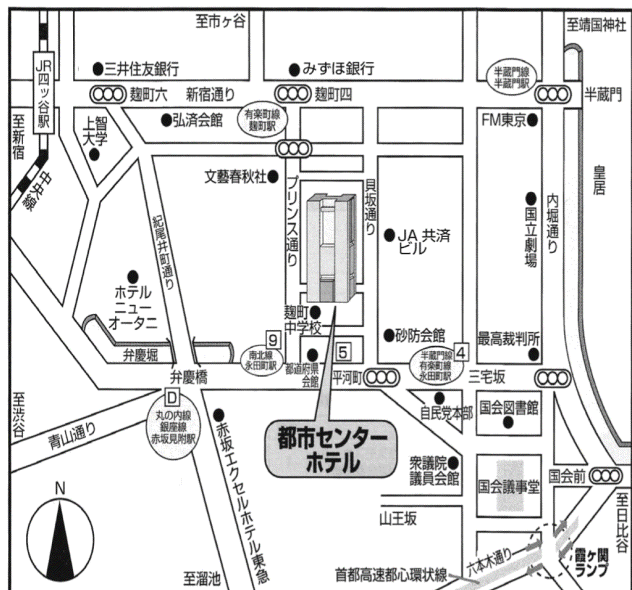 至市ヶ谷
至靖国神社
三井住友銀行
みずほ銀行
半蔵門線
半蔵門駅
JR四ッ谷駅
麹町六
新宿通り
麹町四
半蔵門
至新宿
上智
大学
弘済会館
有楽町線
麹町駅
FM東京
中央線
文藝春秋社
プリンス通り
貝坂通り
内堀通り
皇居
紀尾井町通り
JA 共済
ビル
国立劇場
ホテル
ニュー
オータニ
麹町
中学校
砂防会館
最高裁判所
弁慶堀
9
南北線
永田町駅
都道府県
会館
5
半蔵門線
有楽町線
永田町駅
4
弁慶橋
平河町
三宅坂
至渋谷
D
丸の内線
銀座線
赤坂見附駅
自民党本部
国会図書館
青山通り
赤坂エクセルホテル東急
都市センター
ホテル
衆議院
議員会館
国会議事堂
国会前
至日比谷
山王坂
N
六本木通り
霞ヶ関
ランプ
至溜池
首都高速都心環状線